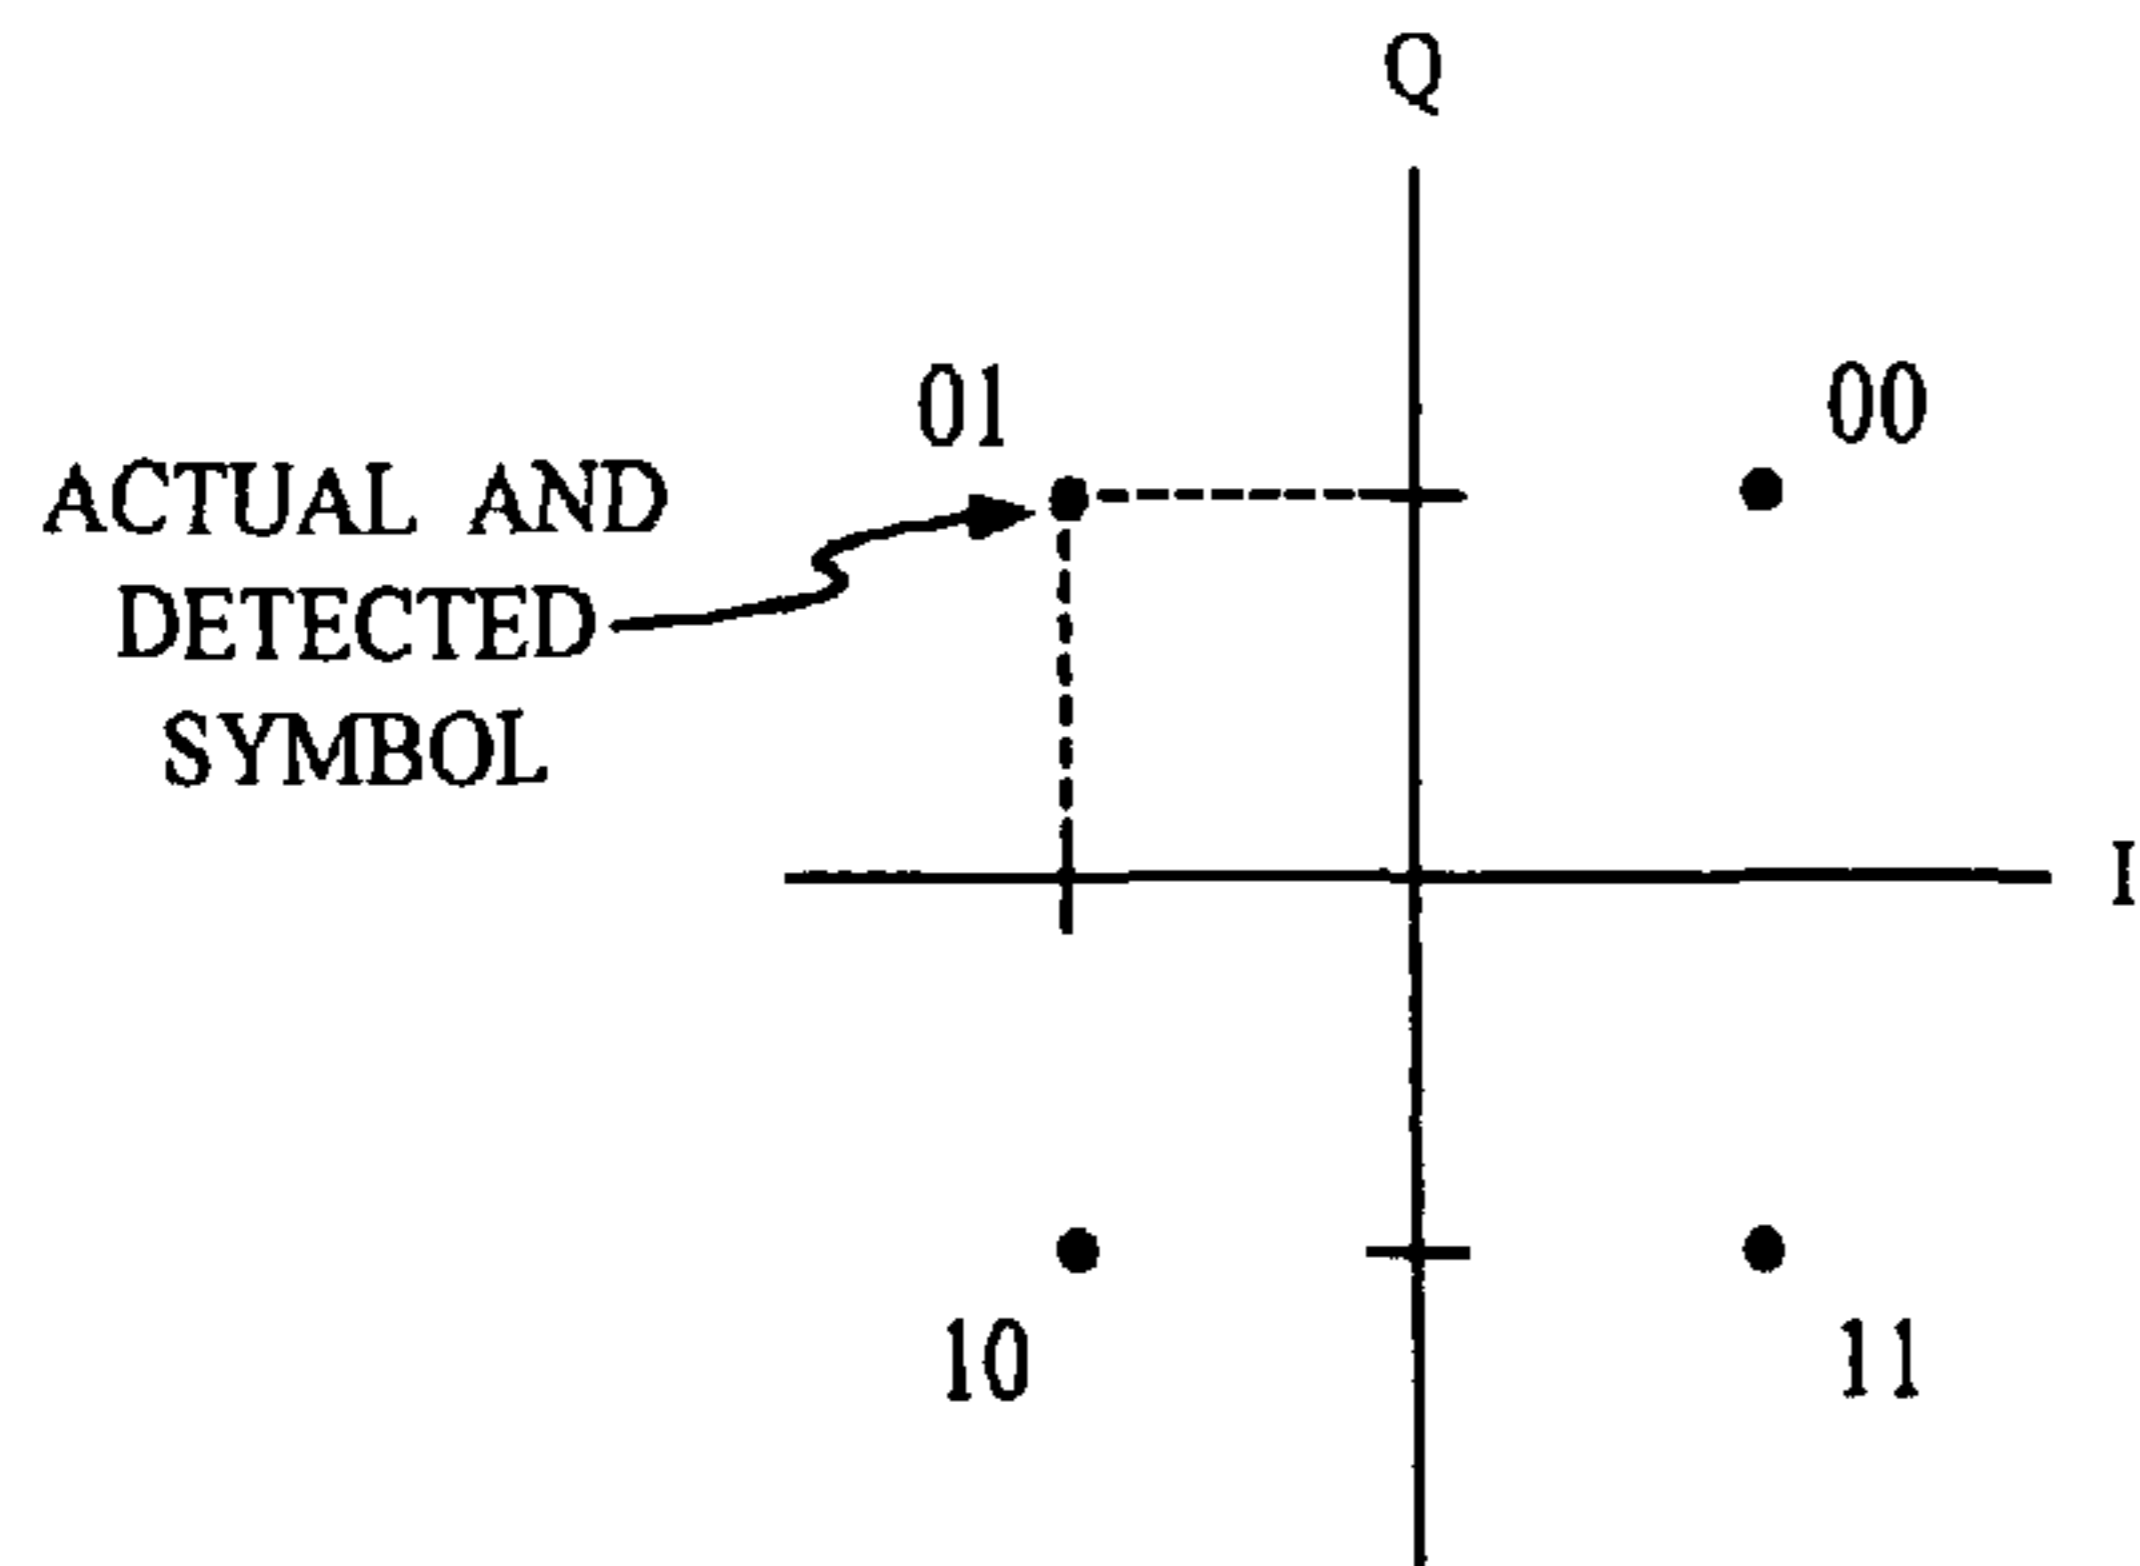 Q
01
00
ACTUAL AND
DETECTED
SYMBOL
I
10
11